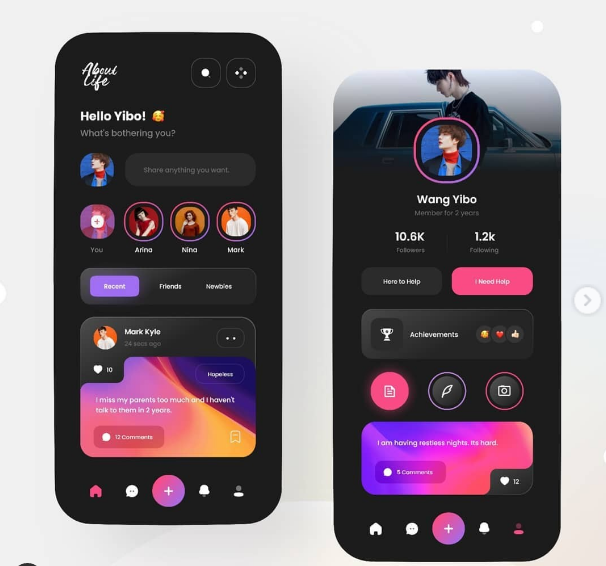 About
Life
Hello Yibo! 🥰
What's bothering you?
Share anything you want.
You
Arina
Nina
Mark
Recent
Friends
Newbies
Mark Kyle
24 secs ago
10
Hopeless
I miss my parents too much and I haven't
talk to them in 2 years.
12 Comments
Wang Yibo
Member for 2 years
10.6K
1.2k
Followers
Following
Here to Help
I Need Help
Achievements
I am having restless nights. Its hard.
5 Comments
12